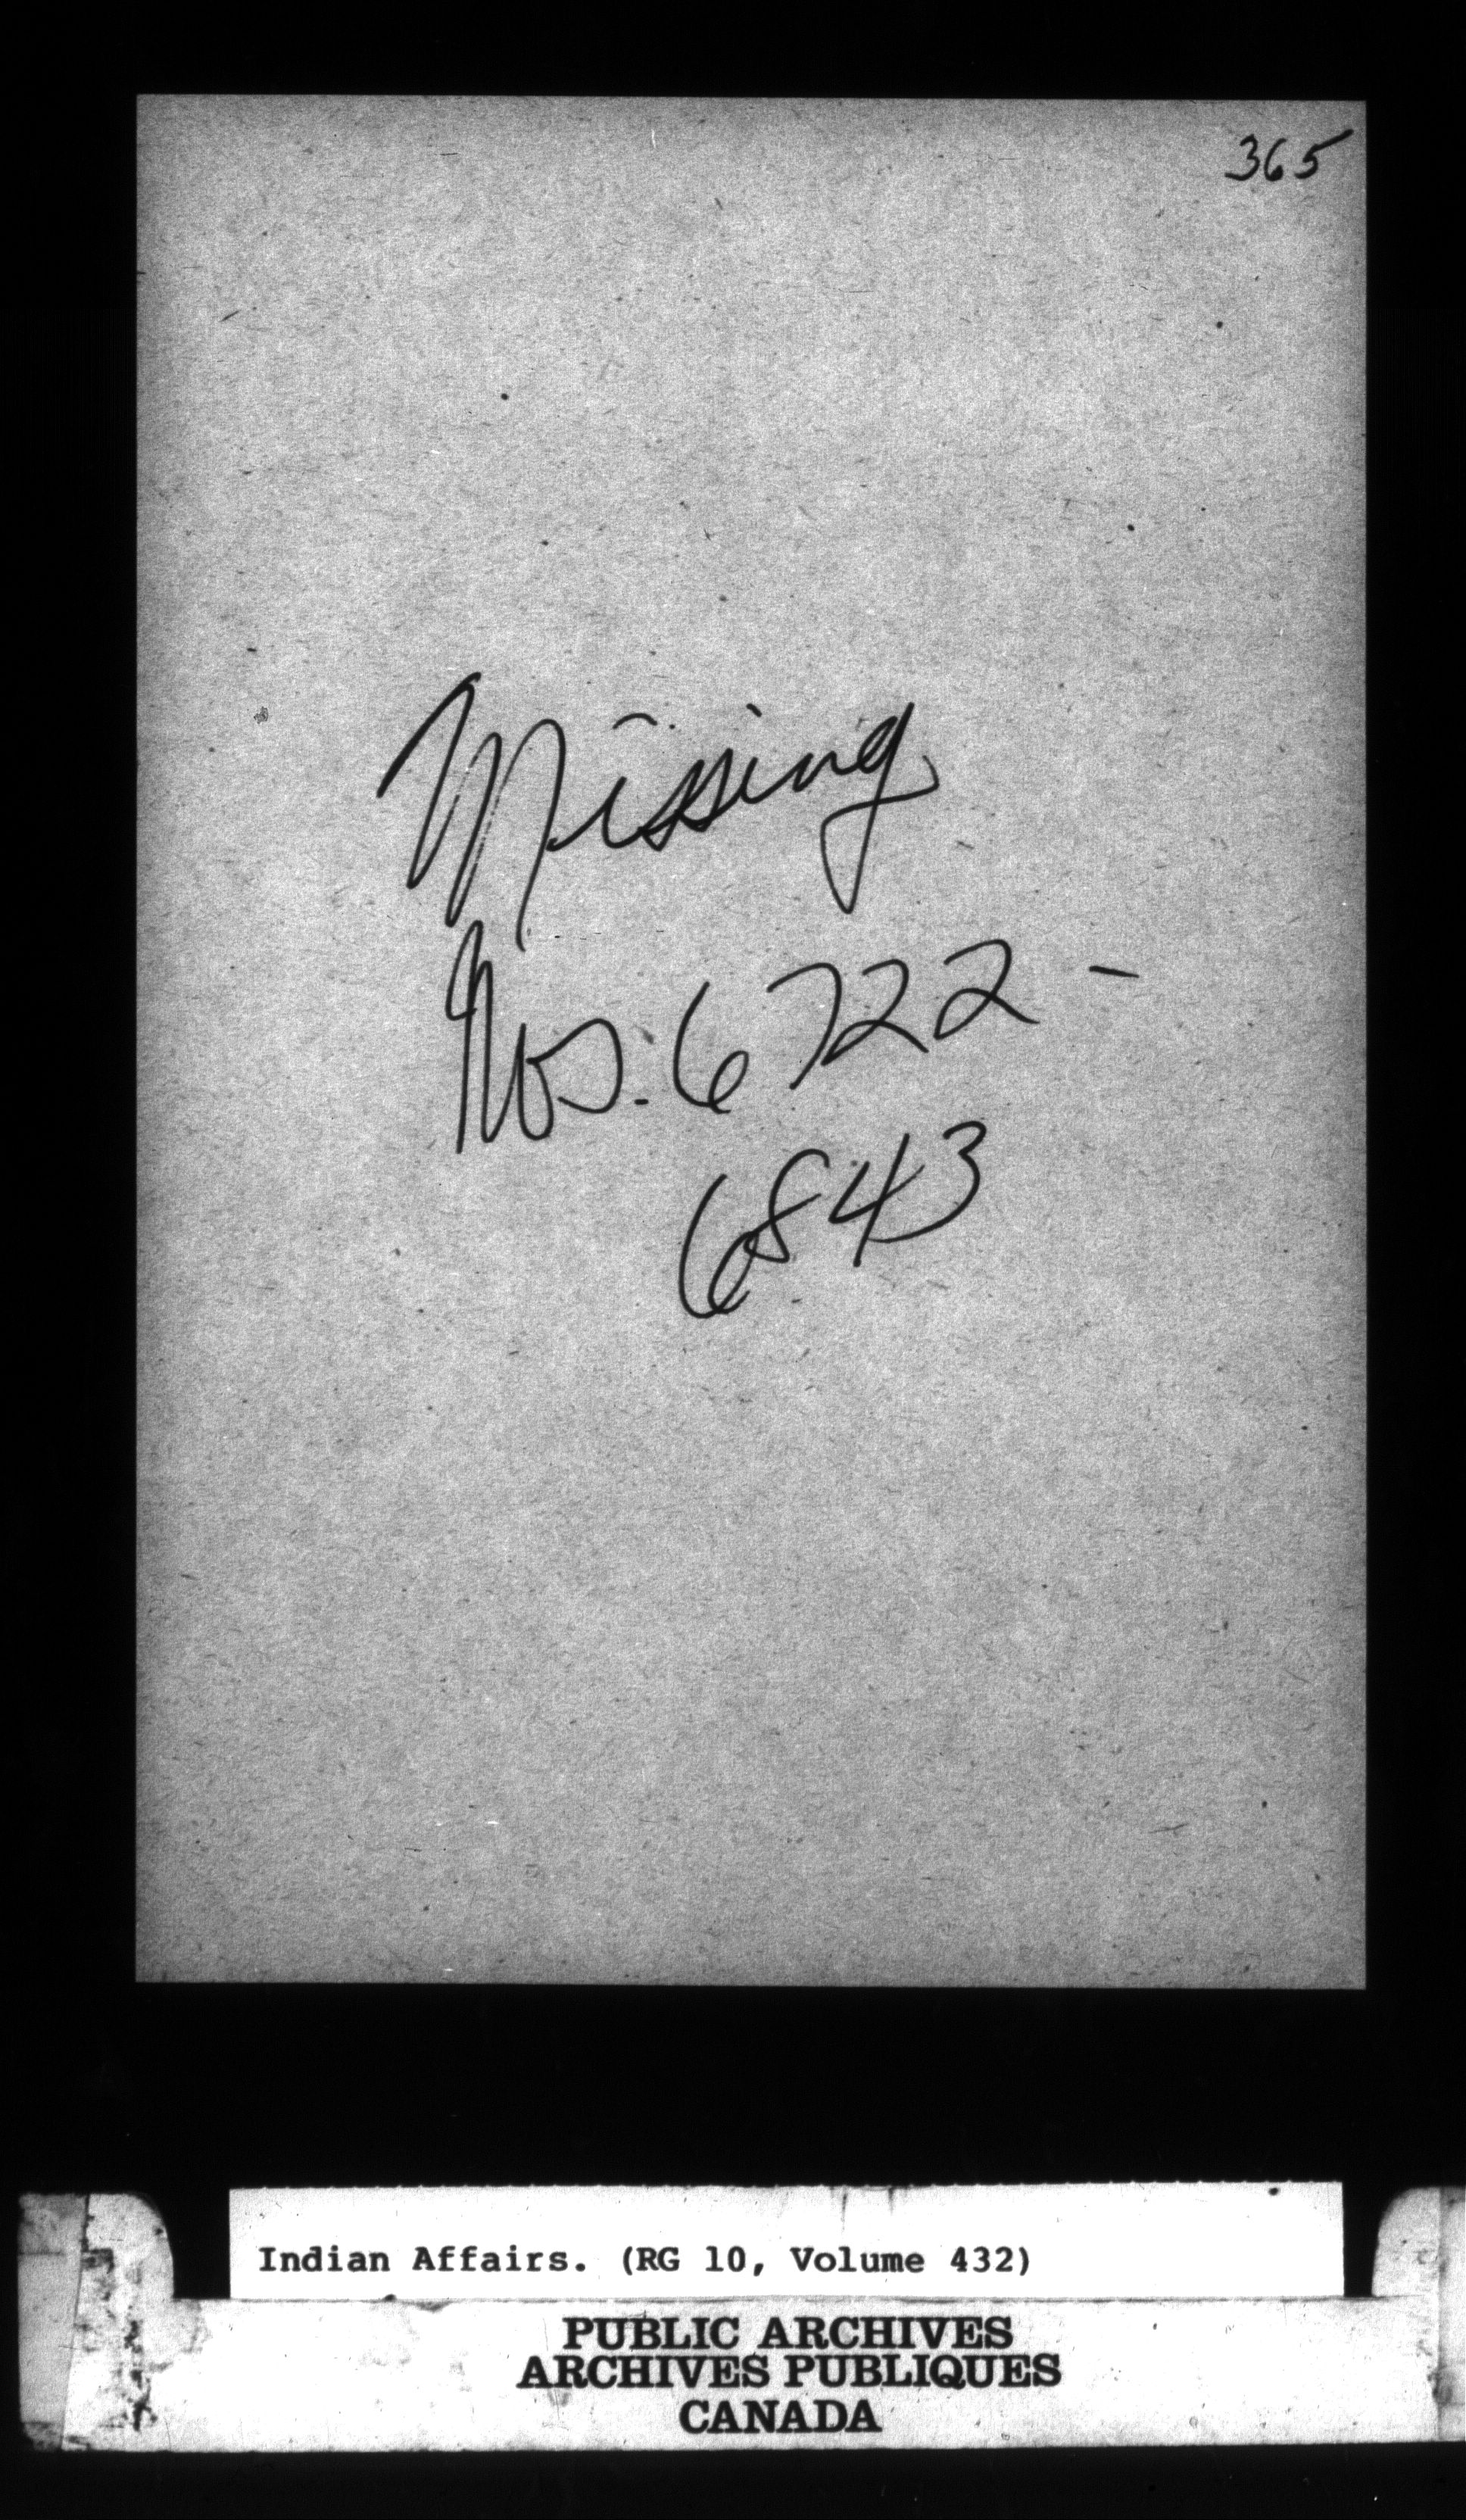 365
Missing
Nos. 6722 -
6843
Indian Affairs. (RG 10, Volume 432)
PUBLIC ARCHIVES
ARCHIVES PUBLIQUES
CANADA